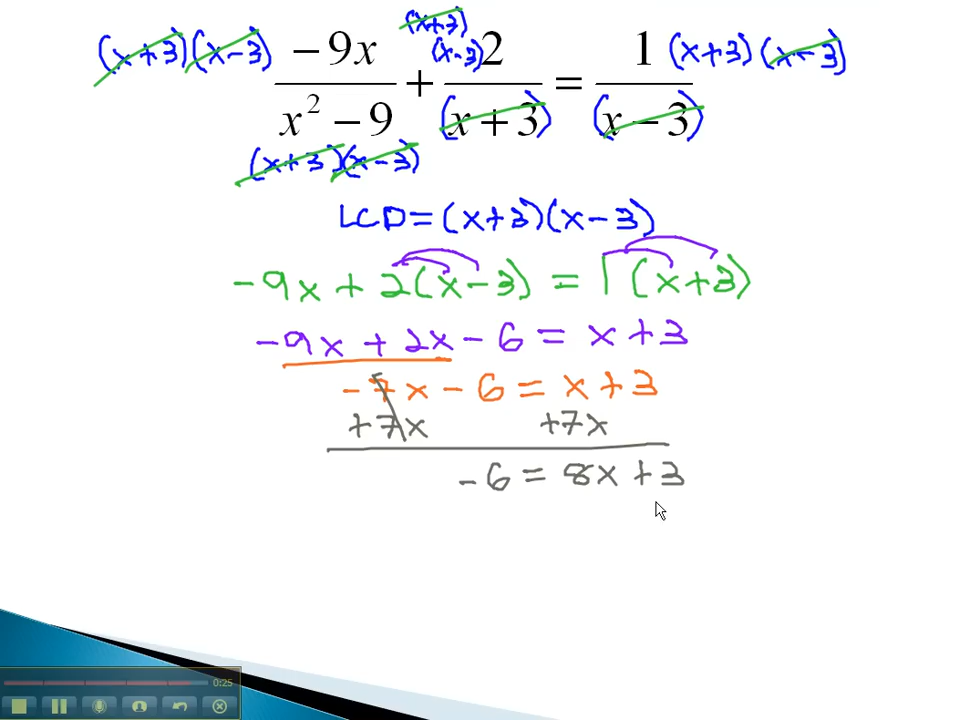 (x+3)(x-3) -9x/x² - 9 + (x+3)(x-3) 2/(x + 3) = 1/(x - 3) (x+3)(x-3)
(x+3)(x-3)
LCD=(x+3)(x-3)
-9x + 2(x-3) = 1(x+3)
-9x + 2x - 6 = x + 3
-7x - 6 = x + 3
+7x +7x
-6 = 8x + 3
0:25